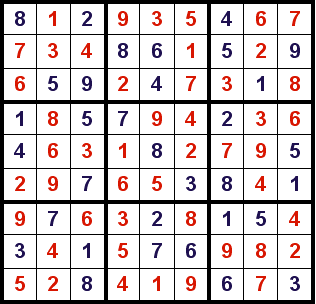 8 1 2 9 3 5 4 6 7
7 3 4 8 6 1 5 2 9
6 5 9 2 4 7 3 1 8
1 8 5 7 9 4 2 3 6
4 6 3 1 8 2 7 9 5
2 9 7 6 5 3 8 4 1
9 7 6 3 2 8 1 5 4
3 4 1 5 7 6 9 8 2
5 2 8 4 1 9 6 7 3